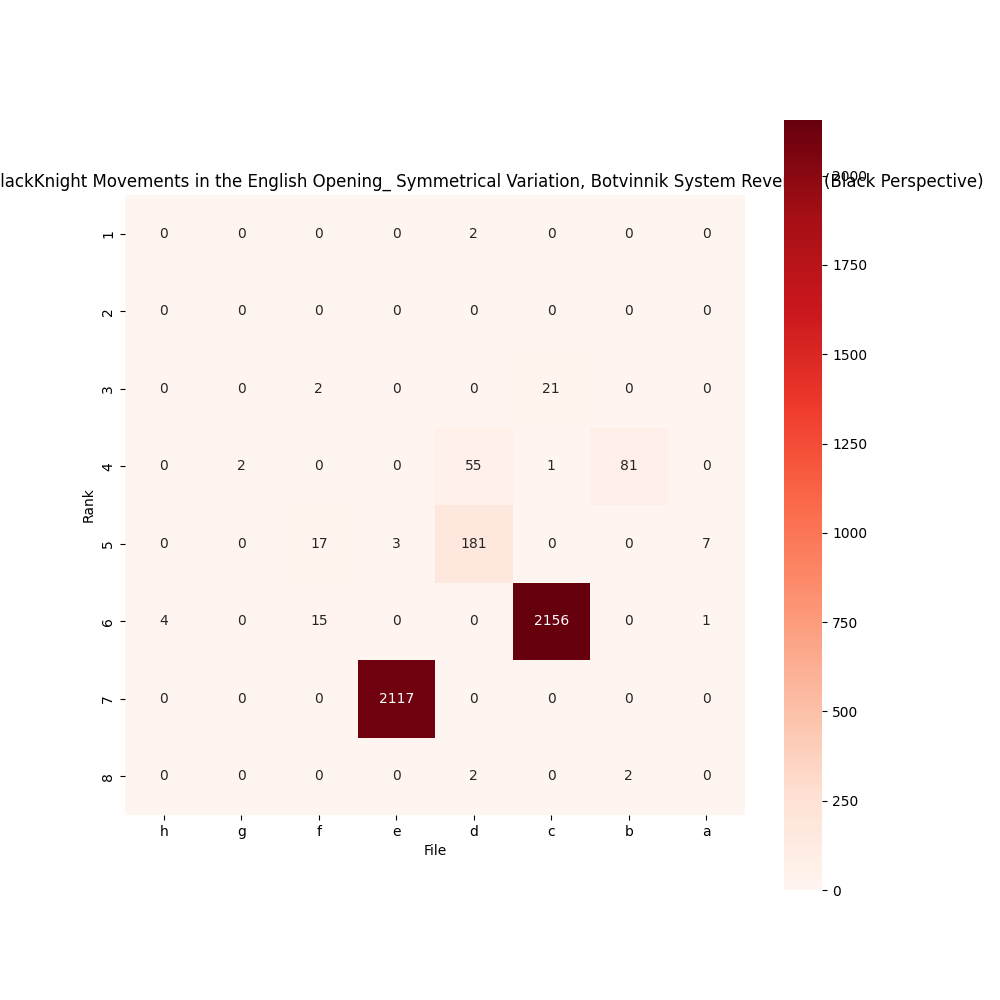 lackKnight Movements in the English Opening_ Symmetrical Variation, Botvinnik System Reve (Black Perspective)
2000
1750
1500
1250
1000
750
500
250
0
Rank
1 0 0 0 0 2 0 0 0
2 0 0 0 0 0 0 0 0
3 0 0 2 0 0 21 0 0
4 0 2 0 0 55 1 81 0
5 0 0 17 3 181 0 0 7
6 4 0 15 0 0 2156 0 1
7 0 0 0 2117 0 0 0 0
8 0 0 0 0 2 0 2 0
h g f e d c b a
File